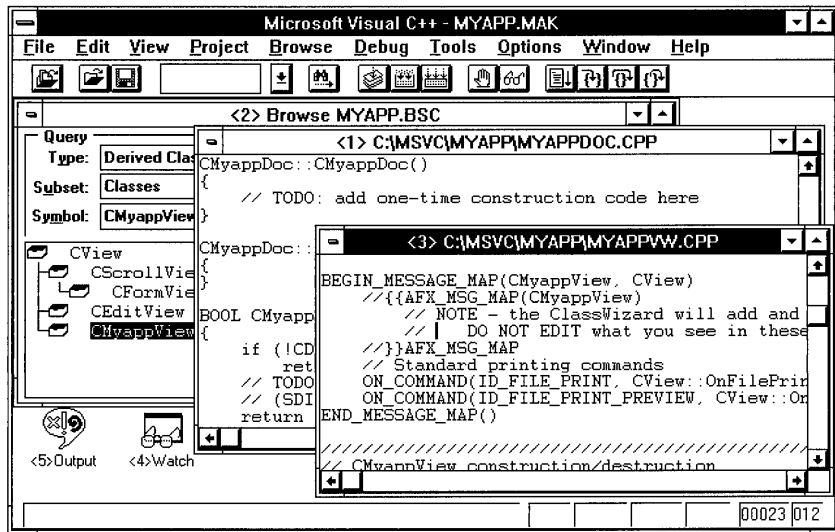 Microsoft Visual C++ - MYAPP.MAK
File Edit View Project Browse Debug Tools Options Window Help
<2> Browse MYAPP.BSC
Query
Type: Derived Clas
Subset: Classes
Symbol: CMyappView
CView
CScrollVie
CFormVie
CEditView
CMyappView
<1> C:\MSVC\MYAPP\MYAPPDOC.CPP
CMyappDoc::CMyappDoc()
{
// TODO: add one-time construction code here
}
CMyappDoc::
{
}
BOOL CMyapp
{
if (!CD
ret
// TODO
// (SDI
return
<3> C:\MSVC\MYAPP\MYAPPVW.CPP
BEGIN_MESSAGE_MAP(CMyappView, CView)
//{{AFX_MSG_MAP(CMyappView)
// NOTE - the ClassWizard will add and
// DO NOT EDIT what you see in these
//}}AFX_MSG_MAP
// Standard printing commands
ON_COMMAND(ID_FILE_PRINT, CView::OnFilePrin
ON_COMMAND(ID_FILE_PRINT_PREVIEW, CView::On
END_MESSAGE_MAP()
/////////////////////////////////////////////////////
// CMyappView construction/destruction
<5>Output
<4>Watch
00023 012